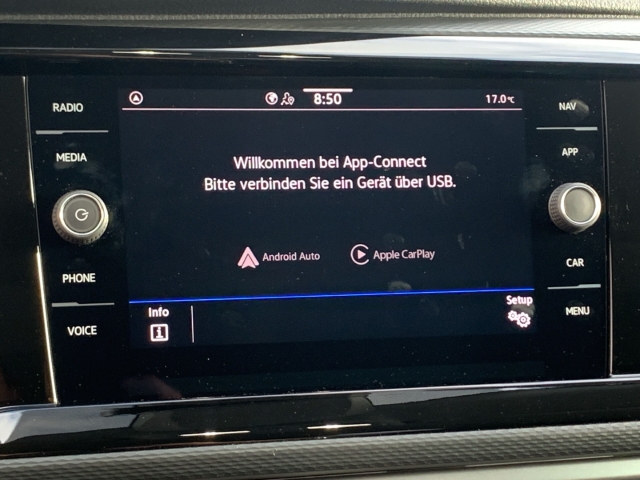 RADIO
MEDIA
PHONE
VOICE
8:50
17.0°C
Willkommen bei App-Connect
Bitte verbinden Sie ein Gerät über USB.
Android Auto
Apple CarPlay
Info
Setup
NAV
APP
CAR
MENU